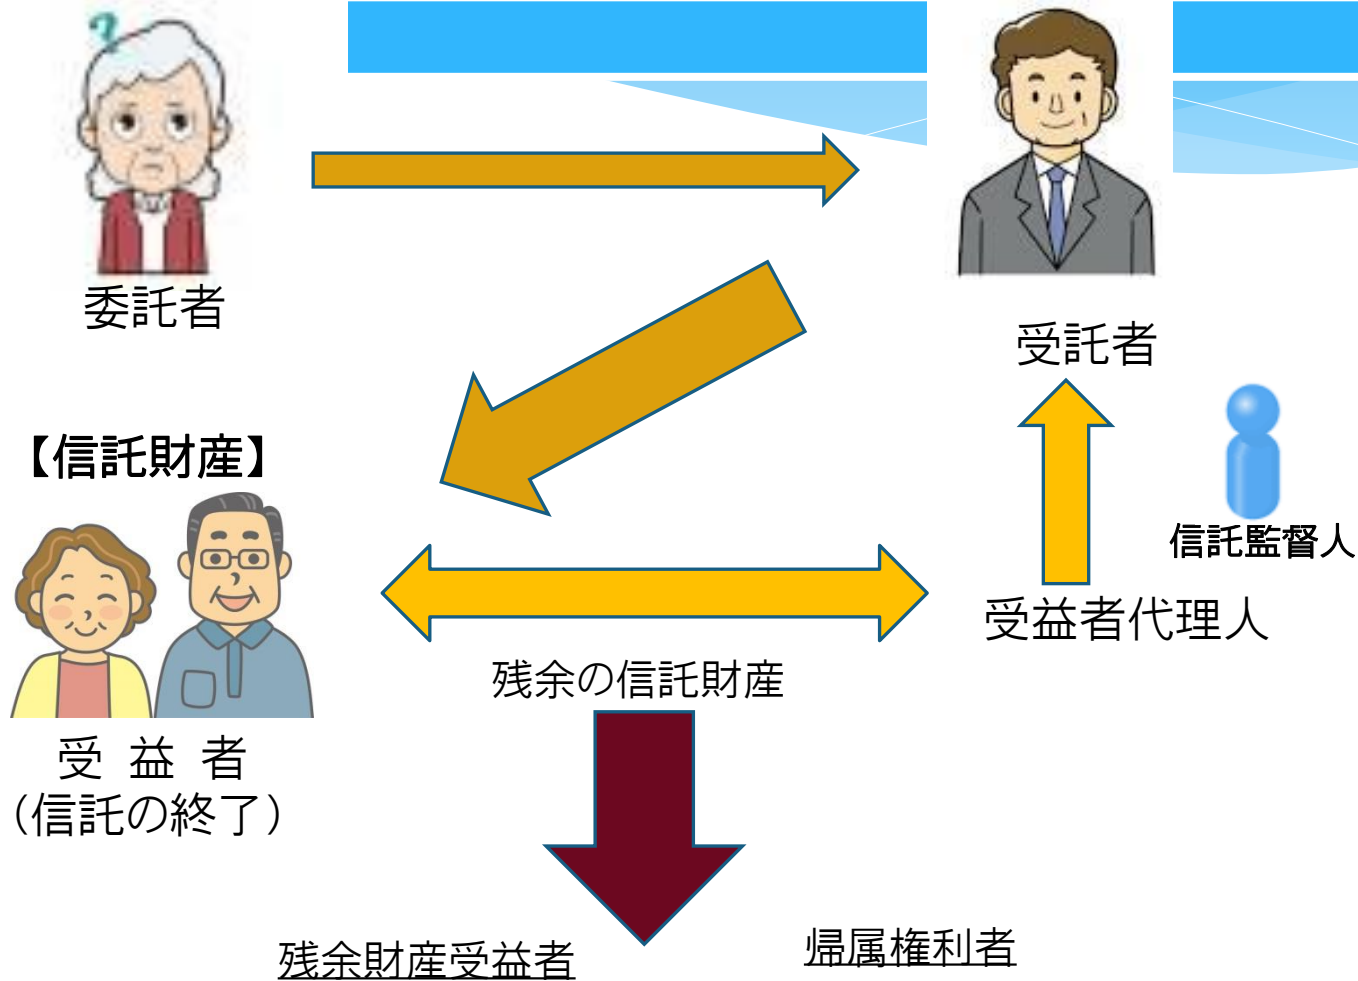 ?
委託者
受託者
【信託財産】
信託監督人
受益者代理人
残余の信託財産
受 益 者
（信託の終了）
残余財産受益者
帰属権利者